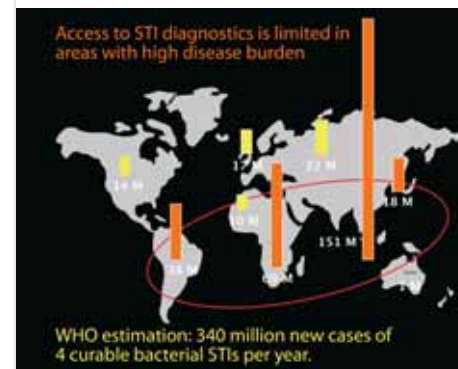 Access to STI diagnostics is limited in
areas with high disease burden
14 M
17 M
22 M
10 M
18 M
151 M
WHO estimation: 340 million new cases of
4 curable bacterial STIs per year.